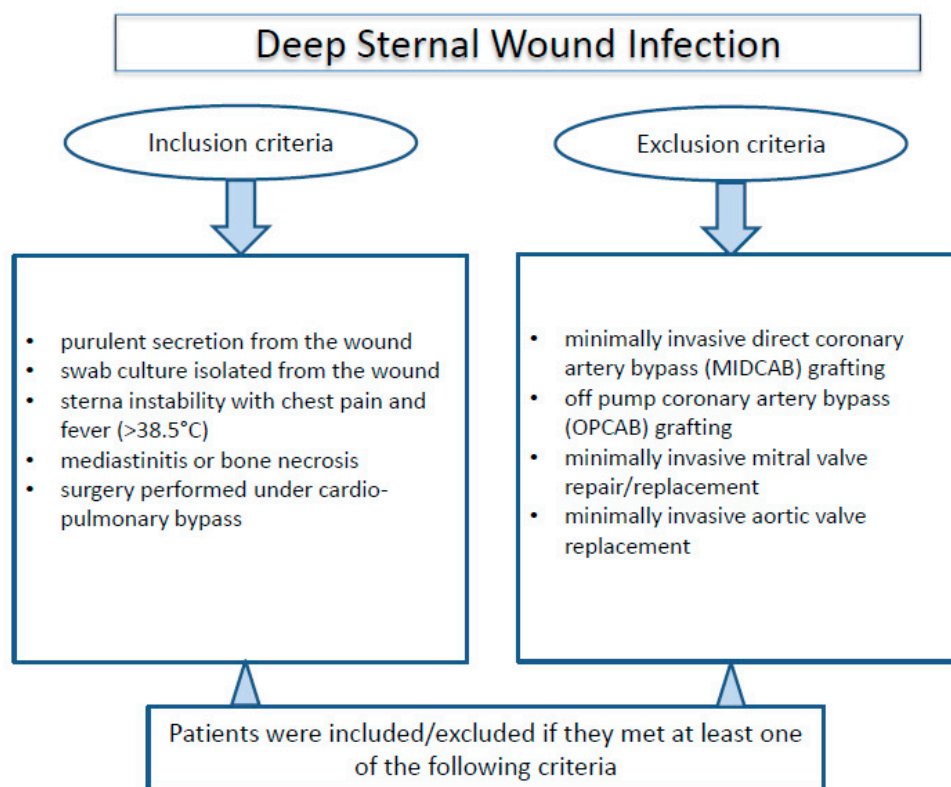 Deep Sternal Wound Infection
Inclusion criteria
Exclusion criteria
• purulent secretion from the wound
• swab culture isolated from the wound
• sterna instability with chest pain and
fever (>38.5°C)
• mediastinitis or bone necrosis
• surgery performed under cardio-
pulmonary bypass
• minimally invasive direct coronary
artery bypass (MIDCAB) grafting
• off pump coronary artery bypass
(OPCAB) grafting
• minimally invasive mitral valve
repair/replacement
• minimally invasive aortic valve
replacement
Patients were included/excluded if they met at least one
of the following criteria